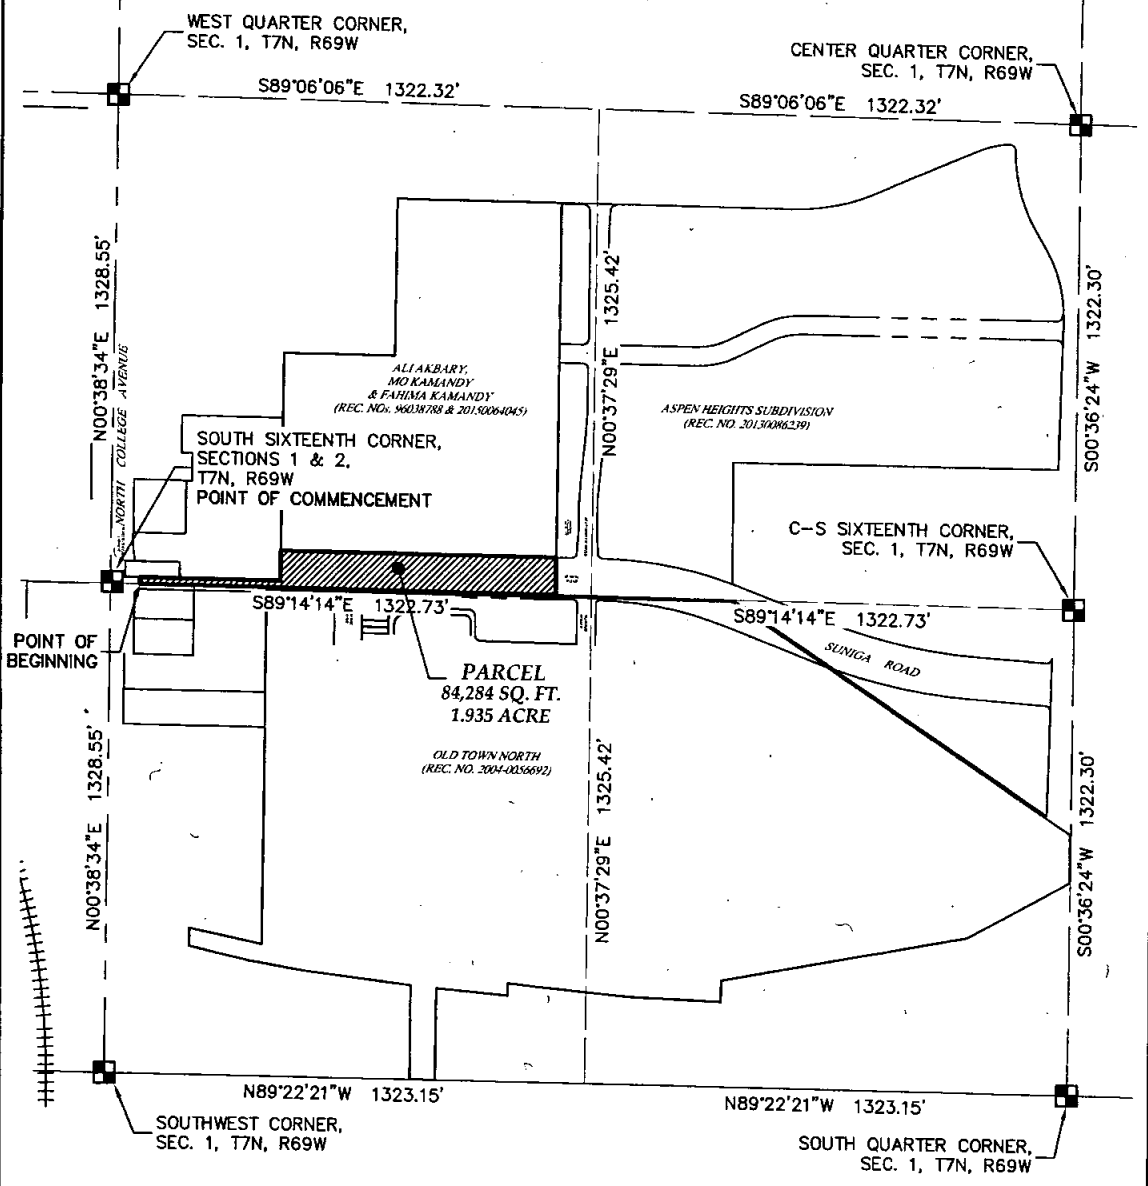 WEST QUARTER CORNER,
SEC. 1, T7N, R69W
CENTER QUARTER CORNER,
SEC. 1, T7N, R69W
S89°06'06"E 1322.32'
S89°06'06"E 1322.32'
N00°38'34"E 1328.55'
NORTH COLLEGE AVENUE
N00°37'29"E 1325.42'
S00°36'24"W 1322.30'
ALI AKBARY,
MO KAMANDY
& FAHIMA KAMANDY
(REC. NOs. 96038788 & 20150064045)
ASPEN HEIGHTS SUBDIVISION
(REC. NO. 20130086239)
SOUTH SIXTEENTH CORNER,
SECTIONS 1 & 2,
T7N, R69W
POINT OF COMMENCEMENT
C-S SIXTEENTH CORNER,
SEC. 1, T7N, R69W
S89°14'14"E 1322.73'
S89°14'14"E 1322.73'
POINT OF
BEGINNING
SUNIGA ROAD
PARCEL
84,284 SQ. FT.
1.935 ACRE
OLD TOWN NORTH
(REC. NO. 2004-0056692)
N00°38'34"E 1328.55'
N00°37'29"E 1325.42'
S00°36'24"W 1322.30'
N89°22'21"W 1323.15'
N89°22'21"W 1323.15'
SOUTHWEST CORNER,
SEC. 1, T7N, R69W
SOUTH QUARTER CORNER,
SEC. 1, T7N, R69W